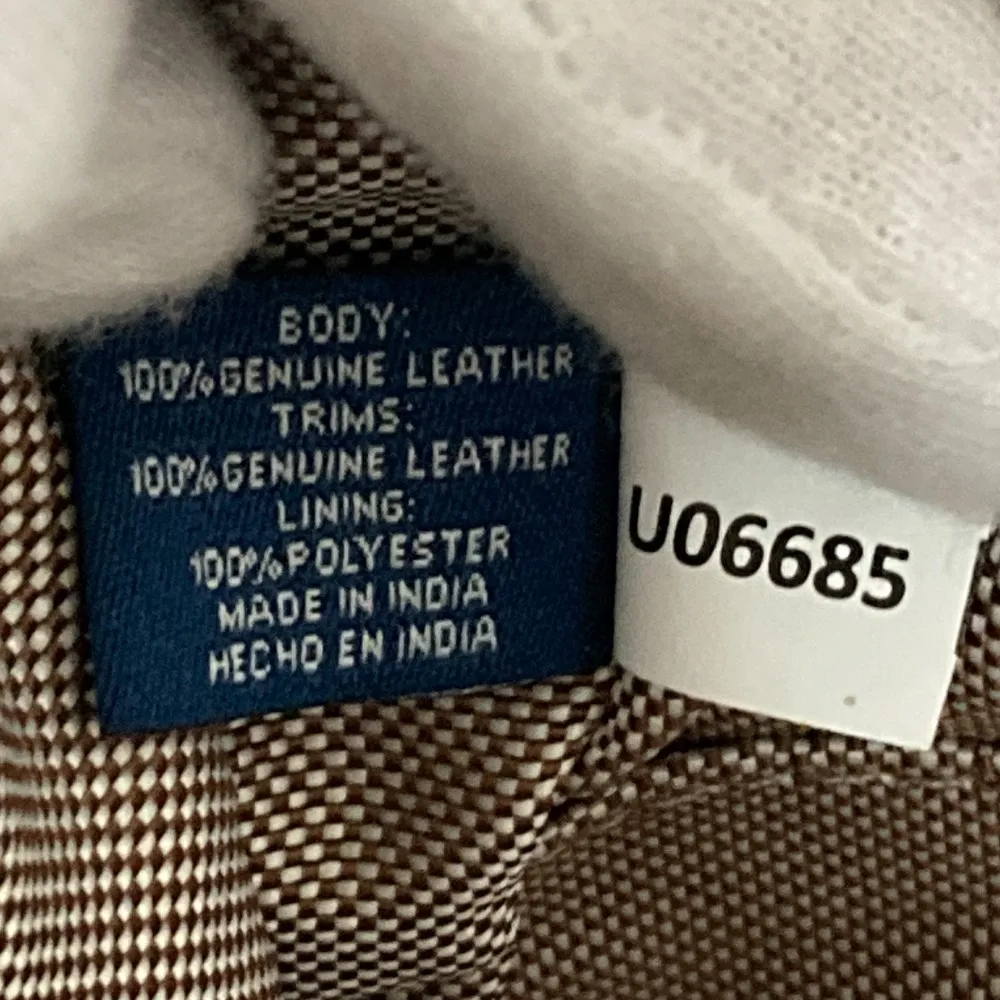 BODY:
100% GENUINE LEATHER
TRIMS:
100% GENUINE LEATHER
LINING:
100% POLYESTER
MADE IN INDIA
HECHO EN INDIA
U06685